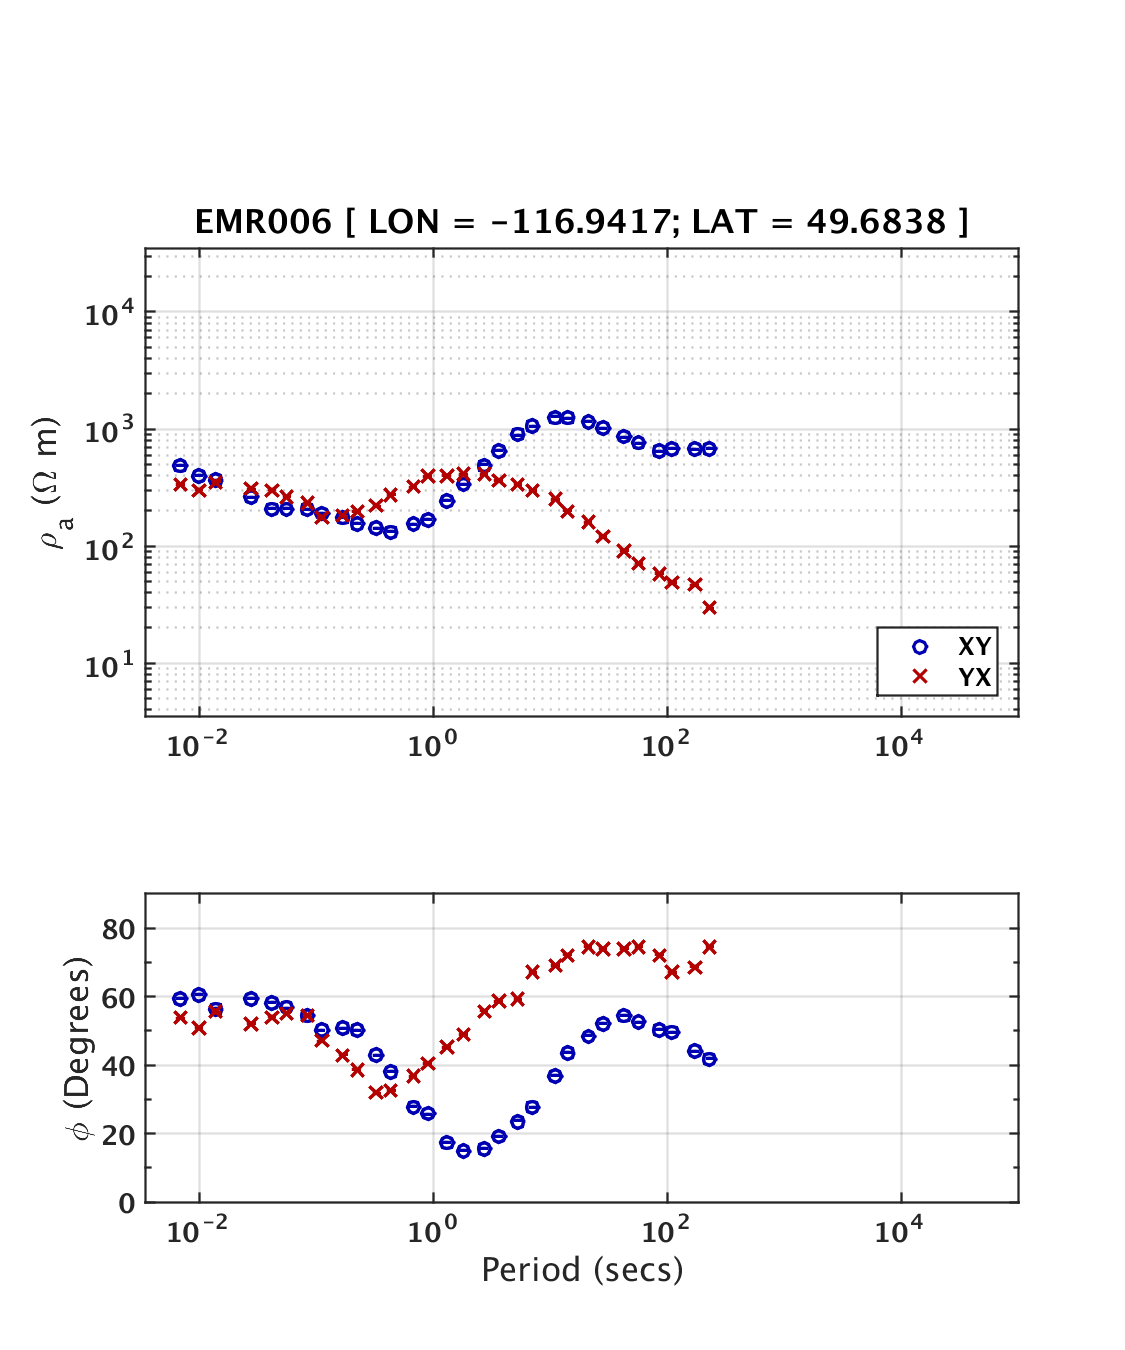 EMR006 [ LON = -116.9417; LAT = 49.6838 ]
ρa (Ω m)
10^4
10^3
10^2
10^1
XY
YX
10^-2 10^0 10^2 10^4
ϕ (Degrees)
80
60
40
20
0
10^-2 10^0 10^2 10^4
Period (secs)